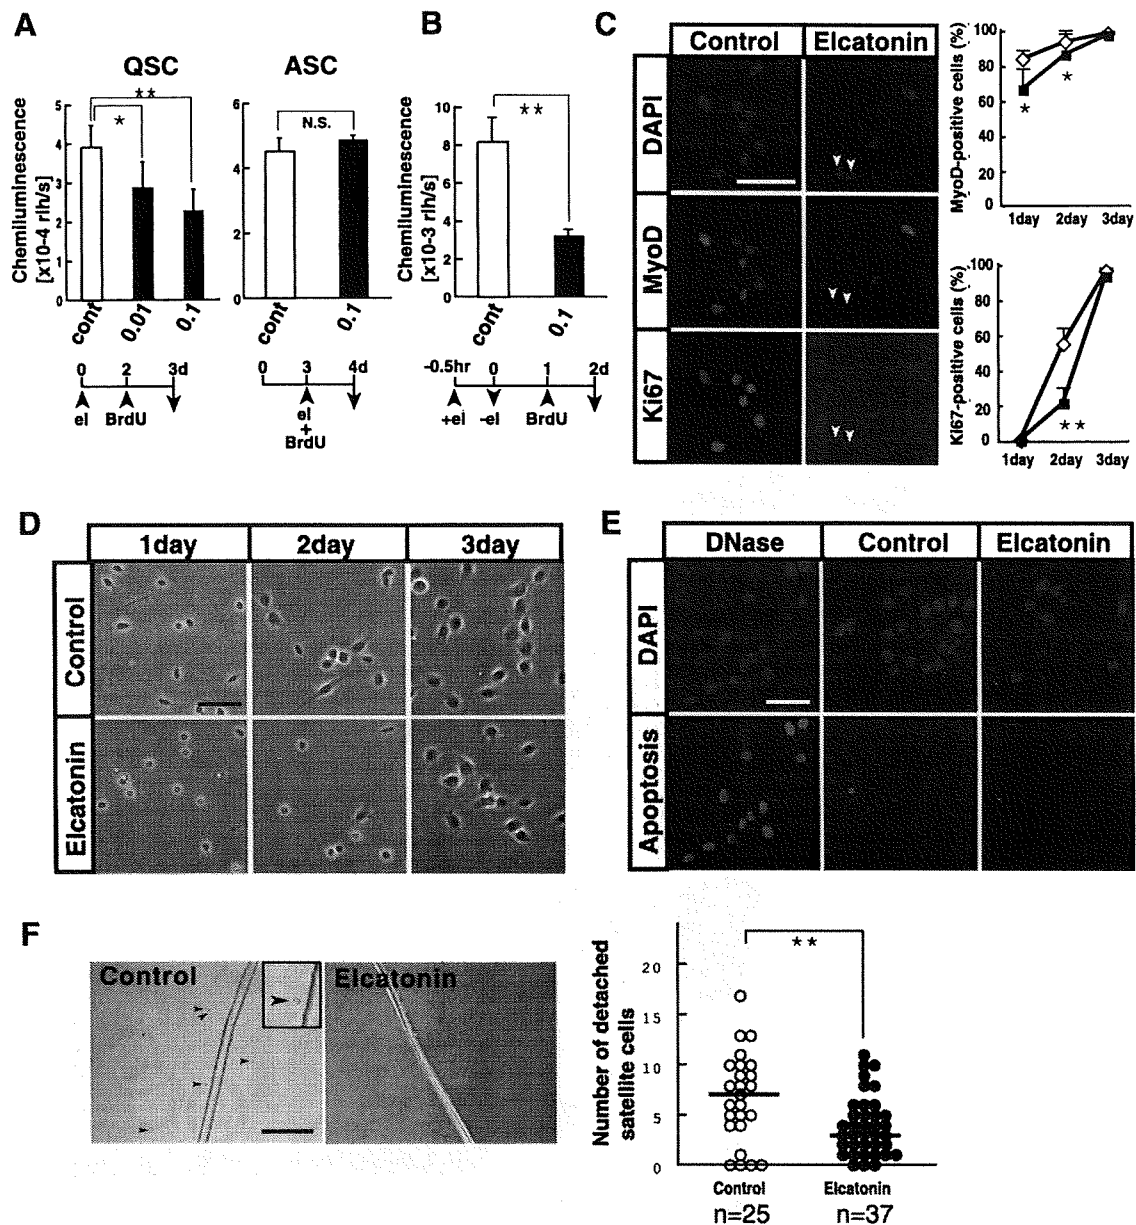 A
QSC
ASC
Chemiluminescence
[x10-4 rlh/s]
5
4
3
2
1
0
**
*
cont
0.01
0.1
0
2
3d
el
BrdU
6
4
2
0
N.S.
cont
0.1
0
3
4d
el
+
BrdU
B
Chemiluminescence
[x10-3 rlh/s]
10
8
6
4
2
0
**
cont
0.1
-0.5hr
0
1
2d
+el
-el
BrdU
C
Control
Elcatonin
DAPI
MyoD
Ki67
MyoD-positive cells (%)
100
80
60
40
20
0
*
*
1day
2day
3day
Ki67-positive cells (%)
100
80
60
40
20
0
**
1day
2day
3day
D
1day
2day
3day
Control
Elcatonin
E
DNase
Control
Elcatonin
DAPI
Apoptosis
F
Control
Elcatonin
Number of detached
satellite cells
20
15
10
5
0
**
Control
Elcatonin
n=25
n=37